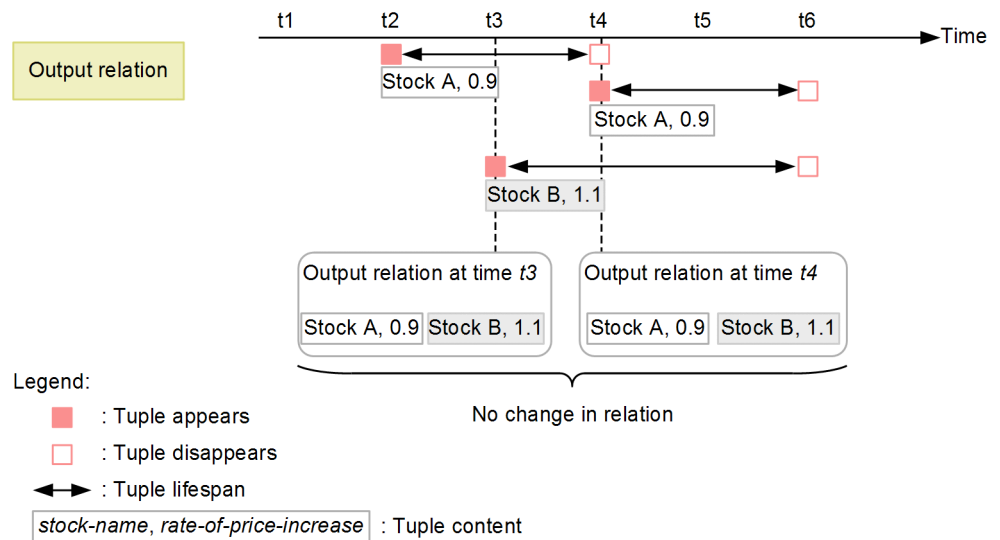 t1 t2 t3 t4 t5 t6
Time
Output relation
Stock A, 0.9
Stock A, 0.9
Stock B, 1.1
Output relation at time t3
Stock A, 0.9 Stock B, 1.1
Output relation at time t4
Stock A, 0.9 Stock B, 1.1
No change in relation
Legend:
: Tuple appears
: Tuple disappears
: Tuple lifespan
stock-name, rate-of-price-increase : Tuple content